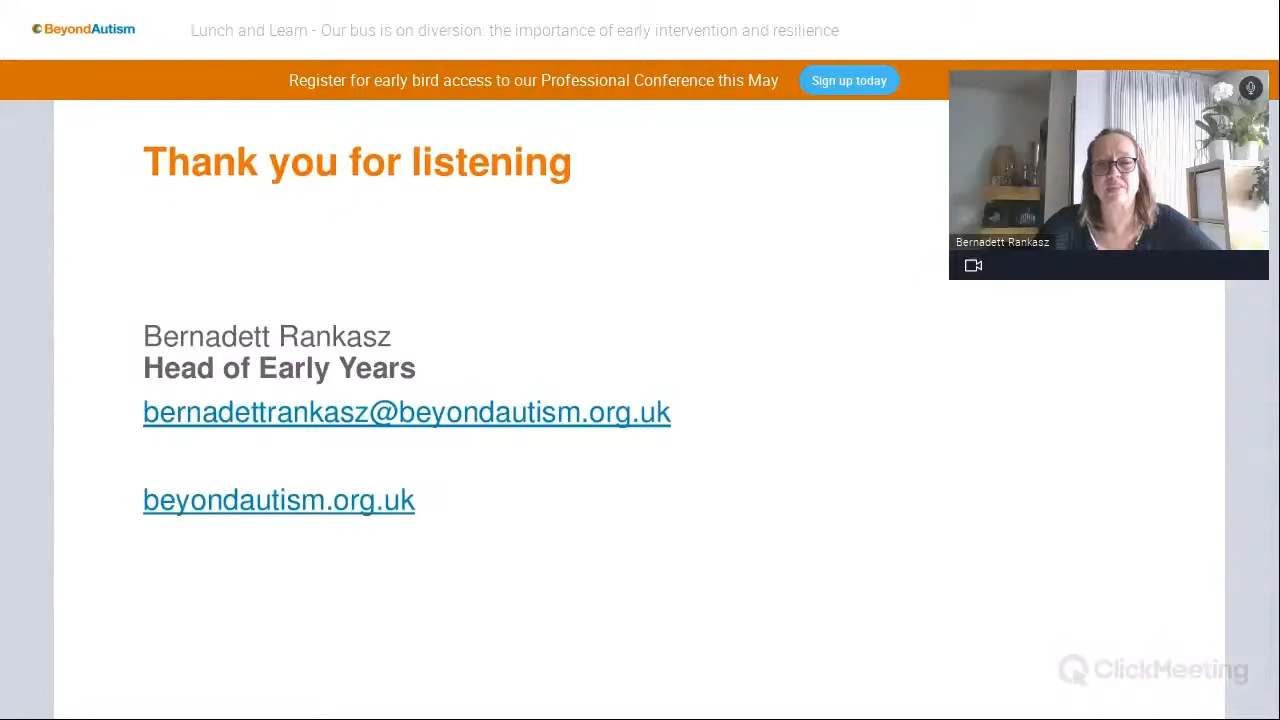 BeyondAutism
Lunch and Learn - Our bus is on diversion: the importance of early intervention and resilience
Register for early bird access to our Professional Conference this May
Sign up today
Bernadett Rankasz
Thank you for listening
Bernadett Rankasz
Head of Early Years
bernadettrankasz@beyondautism.org.uk
beyondautism.org.uk
ClickMeeting